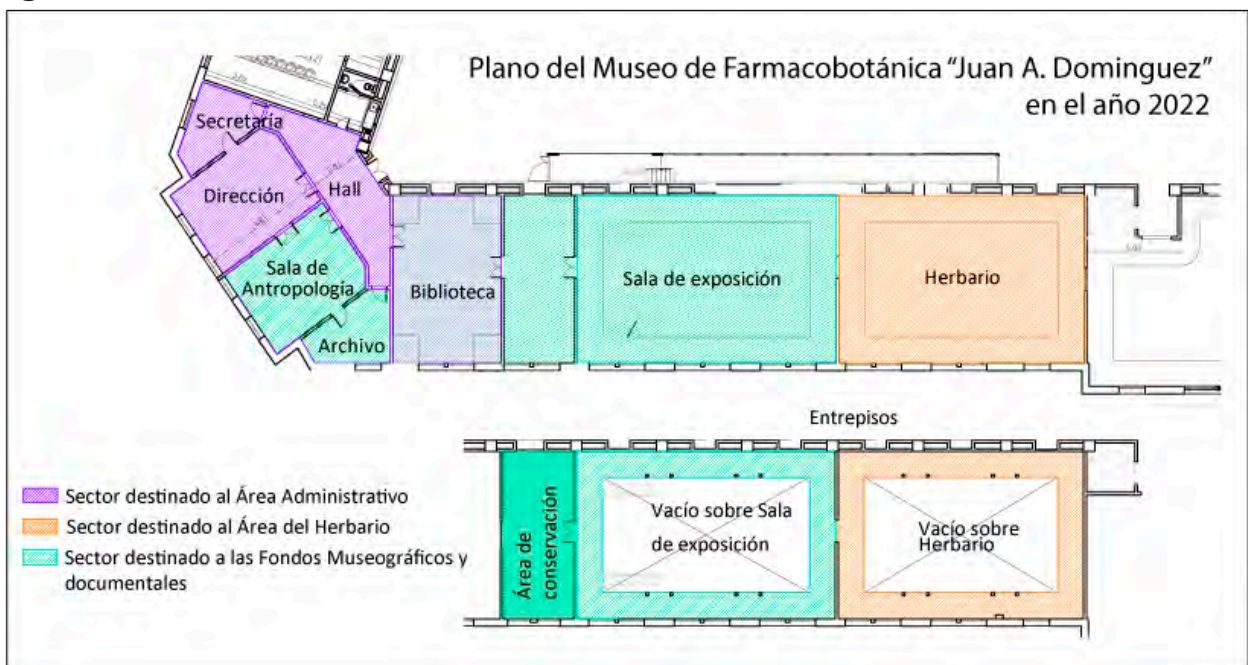 Plano del Museo de Farmacobotánica “Juan A. Dominguez”
en el año 2022
Secretaría
Dirección
Hall
Sala de
Antropología
Archivo
Biblioteca
Sala de exposición
Herbario
Entrepisos
Área de
conservación
Vacío sobre Sala
de exposición
Vacío sobre
Herbario
Sector destinado al Área Administrativo
Sector destinado al Área del Herbario
Sector destinado a las Fondos Museográficos y
documentales